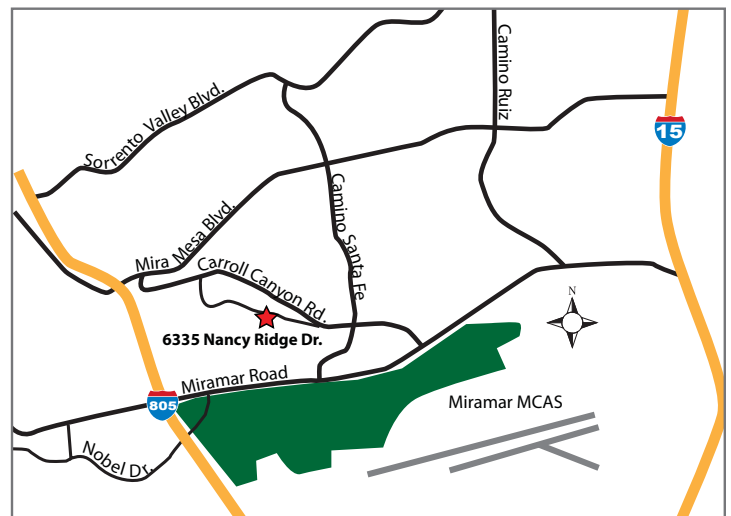 Camino Ruiz
Sorrento Valley Blvd.
15
Mira Mesa Blvd.
Camino Santa Fe
Carroll Canyon Rd.
N
6335 Nancy Ridge Dr.
Miramar Road
805
Miramar MCAS
Nobel Dr.